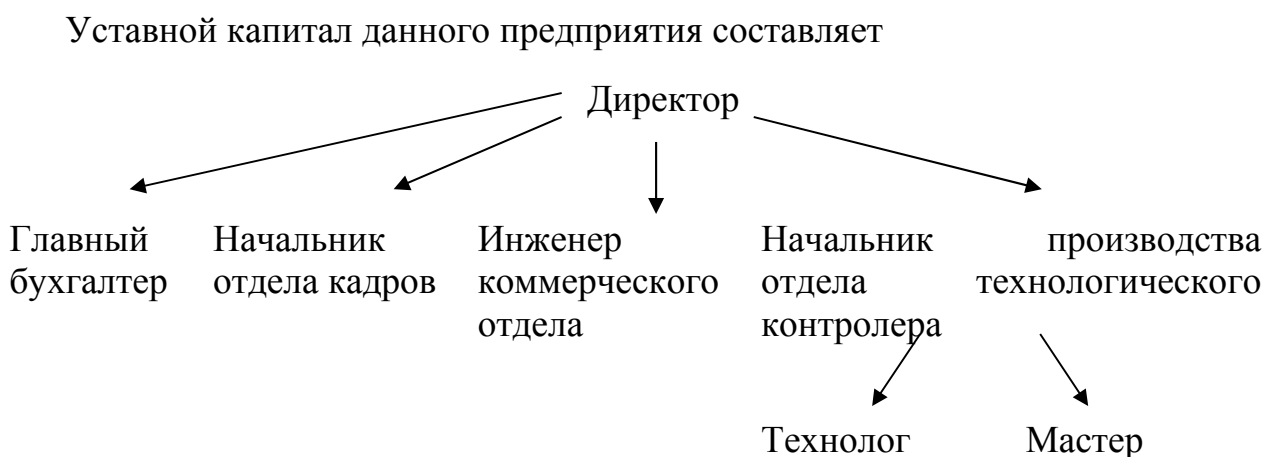 Уставной капитал данного предприятия составляет
Директор
Главный бухгалтер
Начальник отдела кадров
Инженер коммерческого отдела
Начальник производства
отдела технологического
контролера
Технолог
Мастер